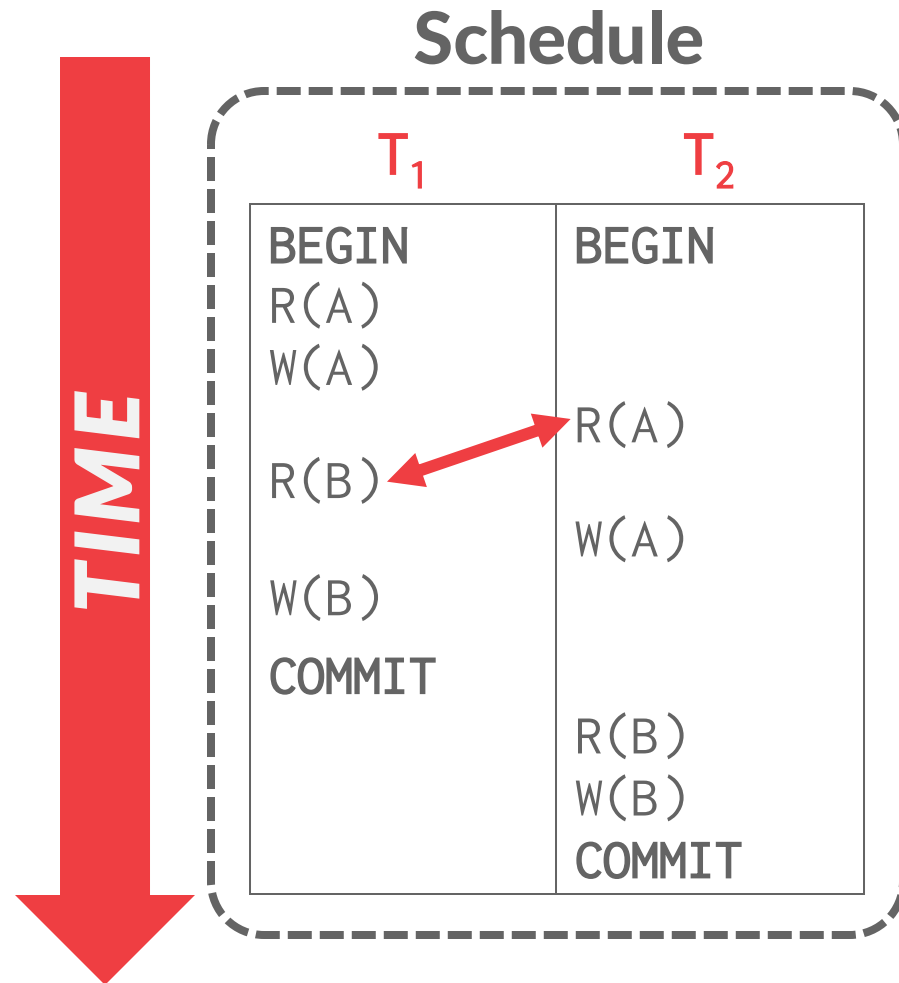 Schedule
TIME
T₁ T₂
BEGIN BEGIN
R(A)
W(A)
R(A)
R(B)
W(A)
W(B)
COMMIT
R(B)
W(B)
COMMIT